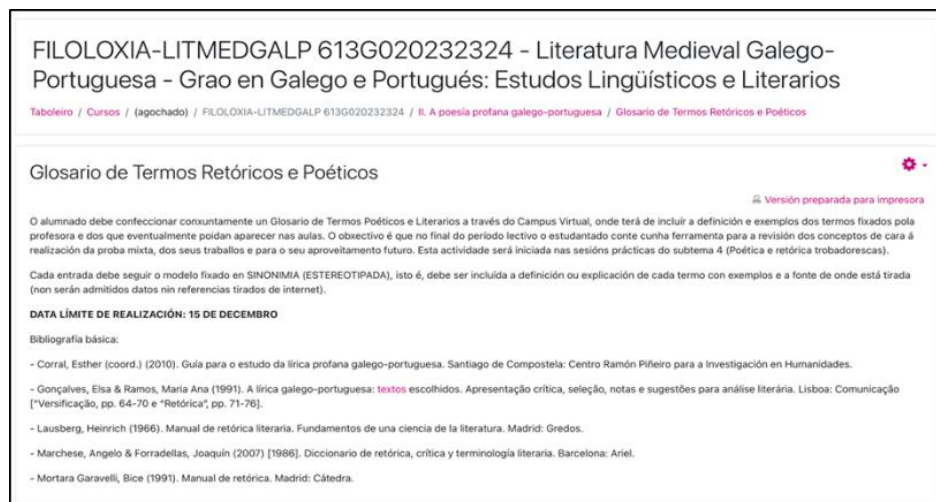 FILOLOXIA-LITMEDGALP 613G020232324 - Literatura Medieval Galego-
Portuguesa - Grao en Galego e Portugués: Estudos Lingüísticos e Literarios
Taboleiro / Cursos / (agochado) / FILOLOXIA-LITMEDGALP 613G020232324 / II. A poesía profana galego-portuguesa / Glosario de Termos Retóricos e Poéticos
Glosario de Termos Retóricos e Poéticos
Versión preparada para impresora
O alumnado debe confeccionar conxuntamente un Glosario de Termos Poéticos e Literarios a través do Campus Virtual, onde terá de incluír a definición e exemplos dos termos fixados pola
profesora e dos que eventualmente poidan aparecer nas aulas. O obxectivo é que no final do período lectivo o estudantado conte cunha ferramenta para a revisión dos conceptos de cara á
realización da proba mixta, dos seus traballos e para o seu aproveitamento futuro. Esta actividade será iniciada nas sesións prácticas do subtema 4 (Poética e retórica trobadorescas).
Cada entrada debe seguir o modelo fixado en SINONIMIA (ESTEREOTIPADA), isto é, debe ser incluída a definición ou explicación de cada termo con exemplos e a fonte de onde está tirada
(non serán admitidos datos nin referencias tirados de internet).
DATA LÍMITE DE REALIZACIÓN: 15 DE DECEMBRO
Bibliografía básica:
- Corral, Esther (coord.) (2010). Guía para o estudo da lírica profana galego-portuguesa. Santiago de Compostela: Centro Ramón Piñeiro para a Investigación en Humanidades.
- Gonçalves, Elsa & Ramos, Maria Ana (1991). A lírica galego-portuguesa: textos escolhidos. Apresentação crítica, seleção, notas e sugestões para análise literária. Lisboa: Comunicação
["Versificação, pp. 64-70 e "Retórica", pp. 71-76].
- Lausberg, Heinrich (1966). Manual de retórica literaria. Fundamentos de una ciencia de la literatura. Madrid: Gredos.
- Marchese, Angelo & Forradellas, Joaquín (2007) [1986]. Diccionario de retórica, crítica y terminología literaria. Barcelona: Ariel.
- Mortara Garavelli, Bice (1991). Manual de retórica. Madrid: Cátedra.